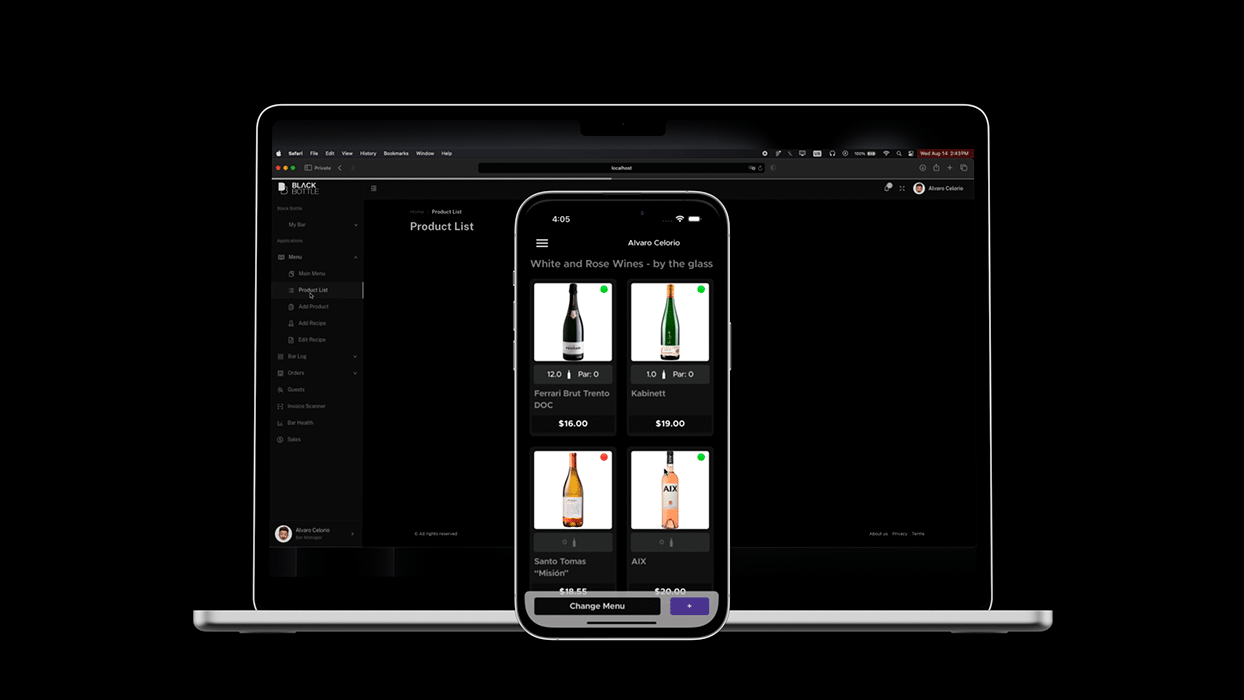 Safari File Edit View History Bookmarks Window Help
100% Wed Aug 14 2:43PM
Private
localhost
BLACK
BOTTLE
Alvaro Celorio
Black Bottle
My Bar
Applications
Menu
Main Menu
Product List
Add Product
Add Recipe
Edit Recipe
Bar Log
Orders
Guests
Invoice Scanner
Bar Health
Sales
Alvaro Celorio
Bar Manager
Home Product List
Product List
© All rights reserved
About us Privacy Terms
4:05
Alvaro Celorio
White and Rose Wines - by the glass
12.0 Par: 0
Ferrari Brut Trento
DOC
$16.00
1.0 Par: 0
Kabinett
$19.00
Santo Tomas
“Misión”
$18.55
AIX
AIX
$20.00
Change Menu +